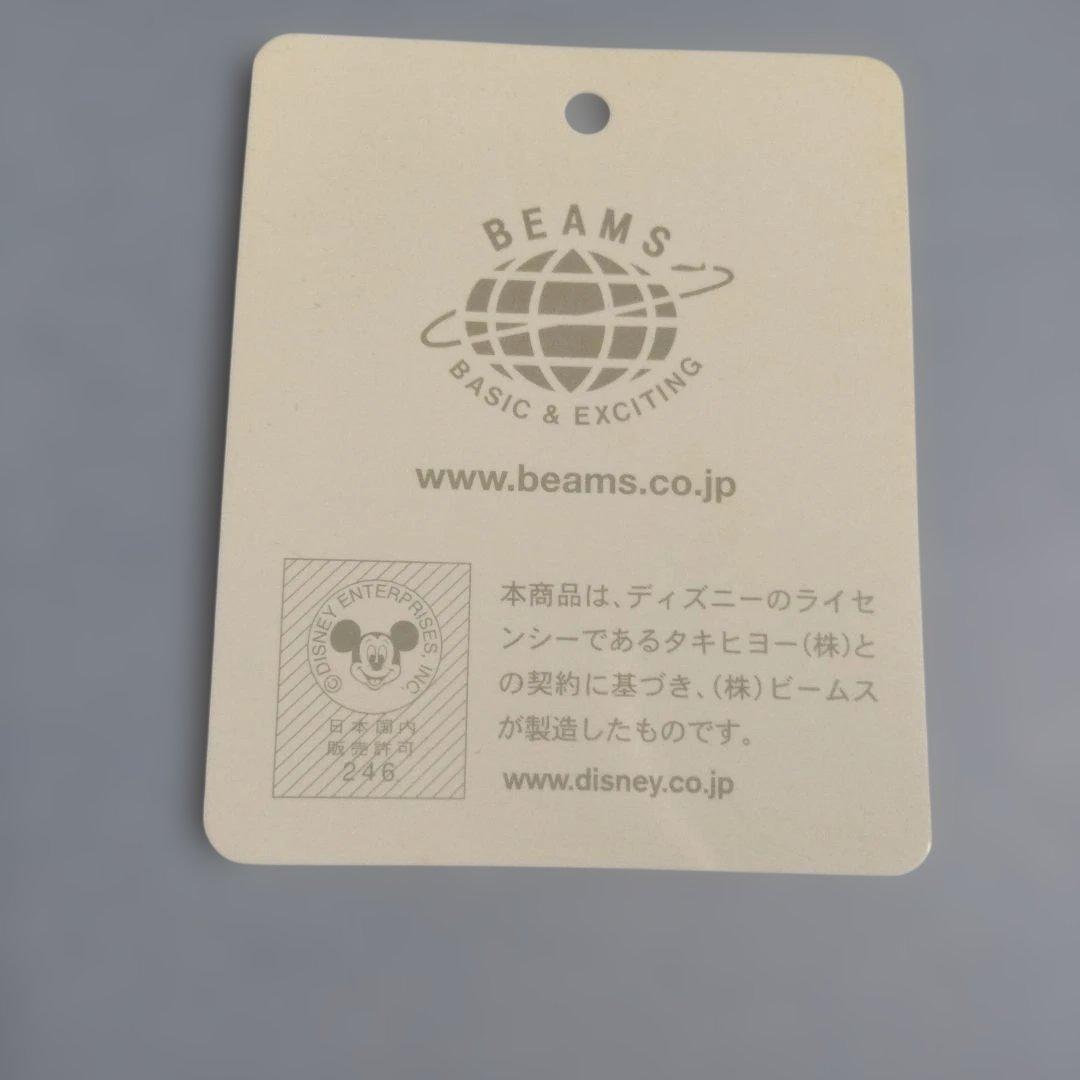 BEAMS
BASIC & EXCITING
www.beams.co.jp
©DISNEY ENTERPRISES, INC.
日本国内
販売許可
246
本商品は、ディズニーのライセ
ンシーであるタキヒヨー(株)と
の契約に基づき、(株)ビームス
が製造したものです。
www.disney.co.jp